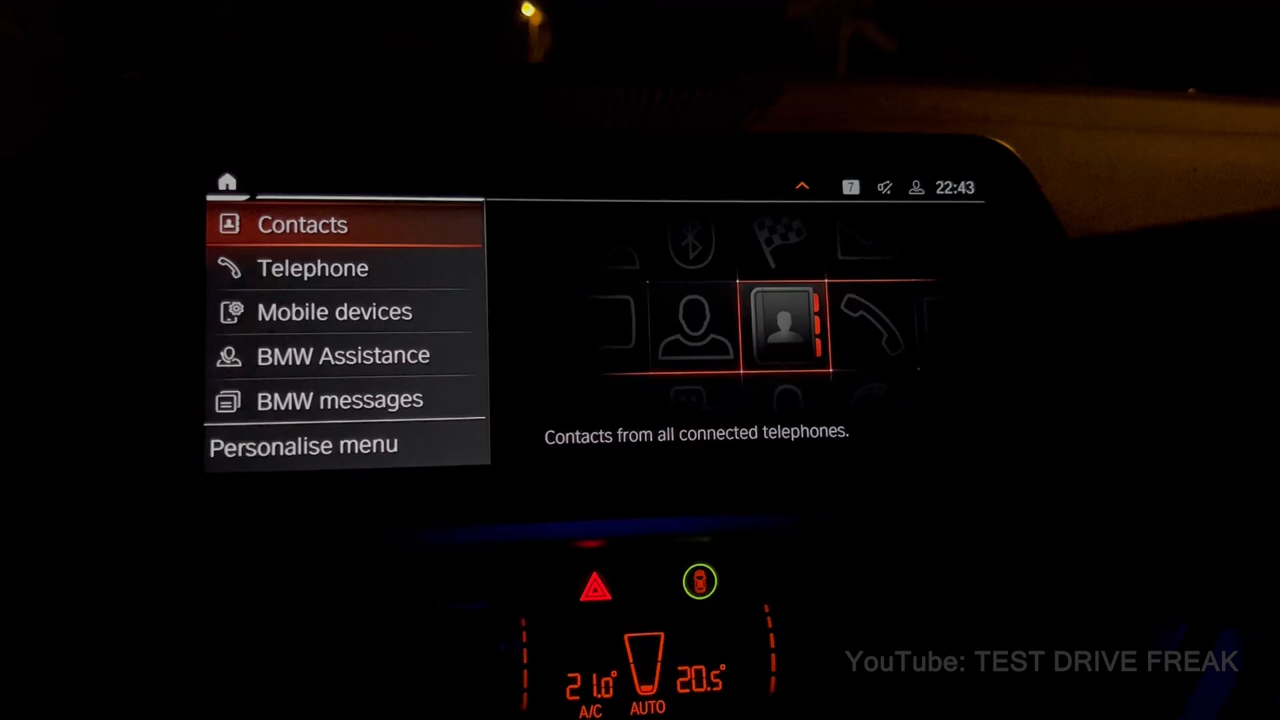 7
22:43
Contacts
Telephone
Mobile devices
BMW Assistance
BMW messages
Personalise menu
Contacts from all connected telephones.
21.0°
20.5°
A/C
AUTO
YouTube: TEST DRIVE FREAK